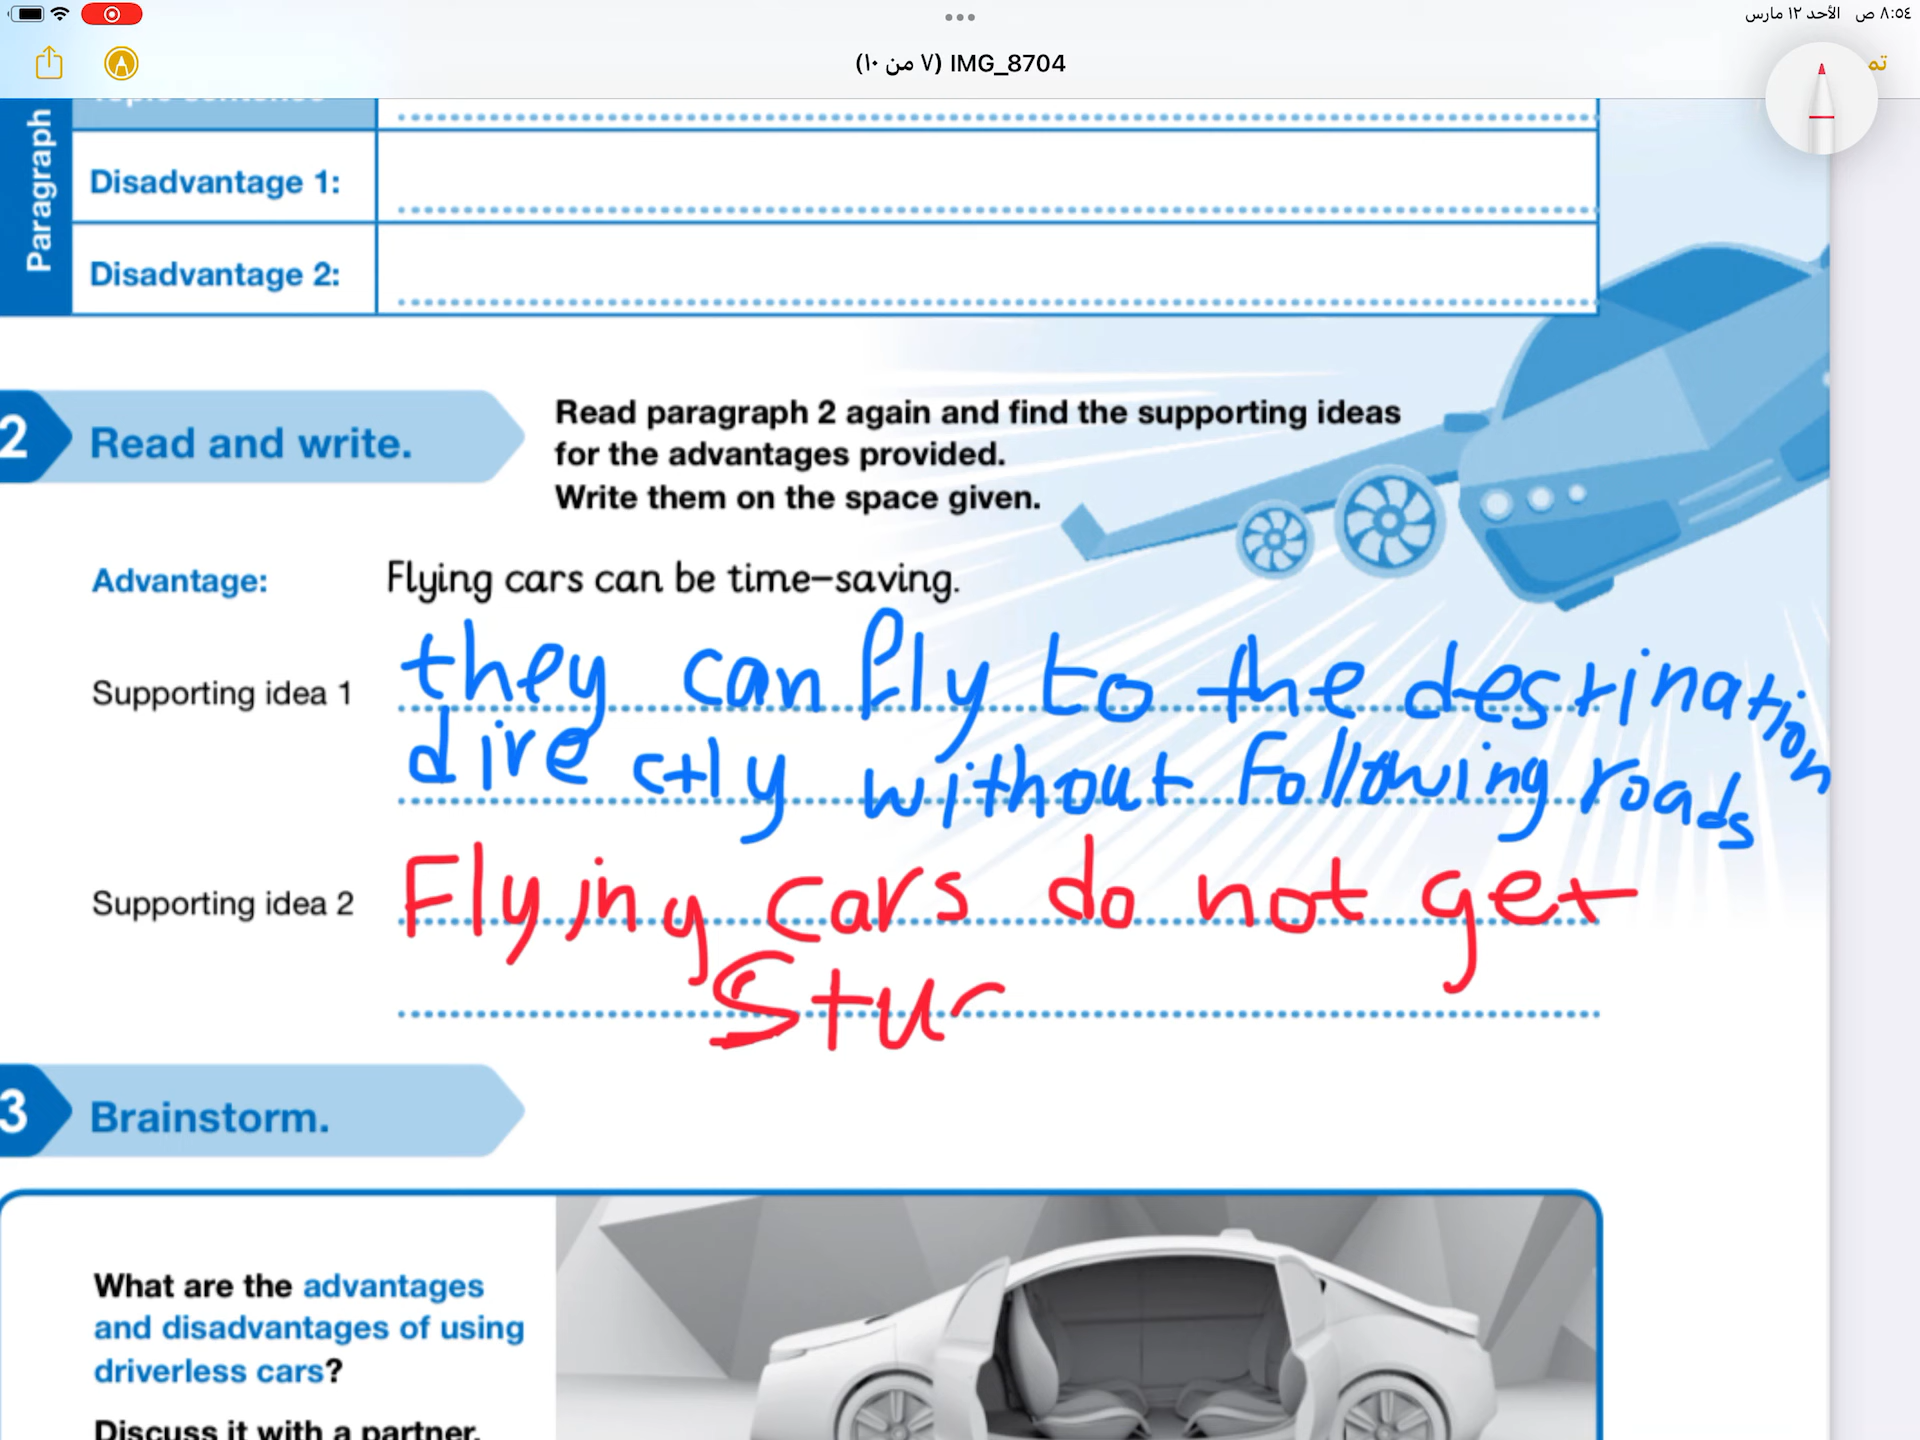 ٨:٥٤ ص الأحد ١٢ مارس
IMG_8704 (٧ من ١٠)
تم
Topic sentence
Paragraph
Disadvantage 1:
Disadvantage 2:
2 Read and write.
Read paragraph 2 again and find the supporting ideas
for the advantages provided.
Write them on the space given.
Advantage: Flying cars can be time-saving.
Supporting idea 1 they can fly to the destination
directly without following roads
Supporting idea 2 Flying cars do not get
Stuc
3 Brainstorm.
What are the advantages
and disadvantages of using
driverless cars?
Discuss it with a partner.